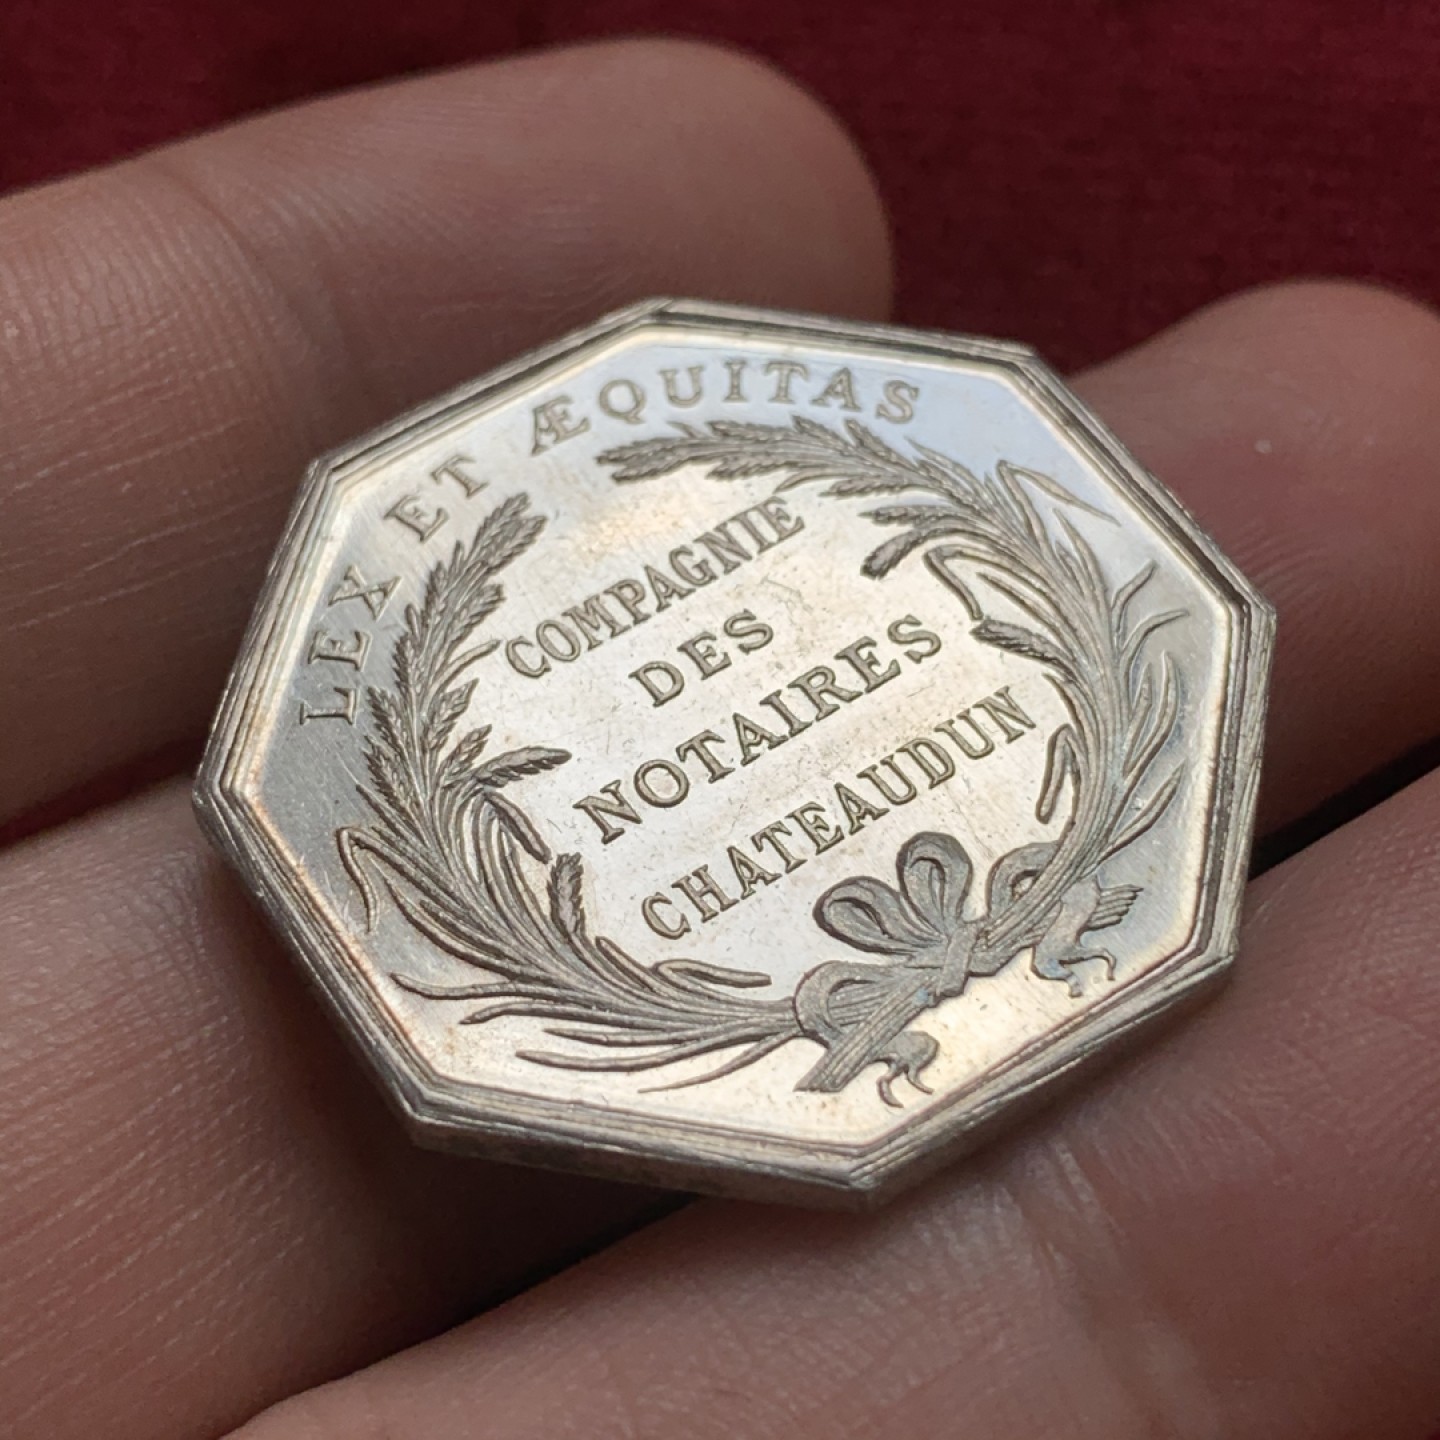 LEX ET ÆQUITAS
COMPAGNIE
DES
NOTAIRES
CHATEAUDUN